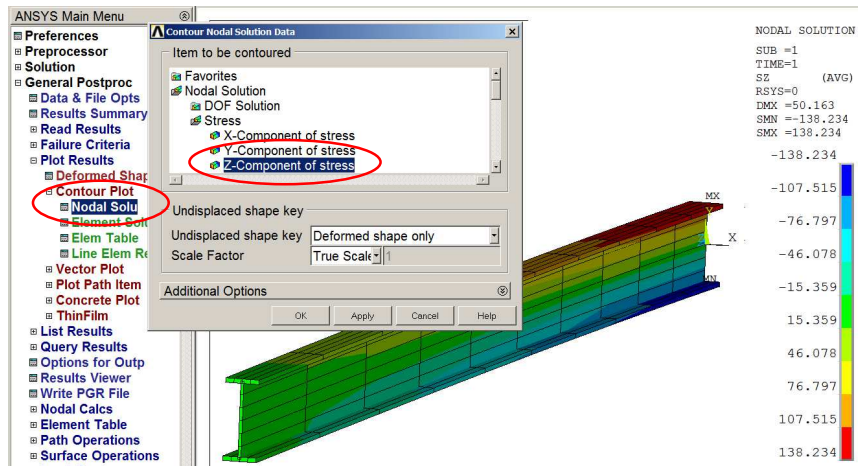 ANSYS Main Menu
Preferences
Preprocessor
Solution
General Postproc
Data & File Opts
Results Summary
Read Results
Failure Criteria
Plot Results
Deformed Shap
Contour Plot
Nodal Solu
Element Solu
Elem Table
Line Elem Re
Vector Plot
Plot Path Item
Concrete Plot
ThinFilm
List Results
Query Results
Options for Outp
Results Viewer
Write PGR File
Nodal Calcs
Element Table
Path Operations
Surface Operations
Contour Nodal Solution Data
Item to be contoured
Favorites
Nodal Solution
DOF Solution
Stress
X-Component of stress
Y-Component of stress
Z-Component of stress
Undisplaced shape key
Undisplaced shape key Deformed shape only
Scale Factor True Scale 1
Additional Options
OK Apply Cancel Help
NODAL SOLUTION
SUB =1
TIME=1
SZ (AVG)
RSYS=0
DMX =50.163
SMN =-138.234
SMX =138.234
-138.234
-107.515
-76.797
-46.078
-15.359
15.359
46.078
76.797
107.515
138.234
MX
Y
X
MN